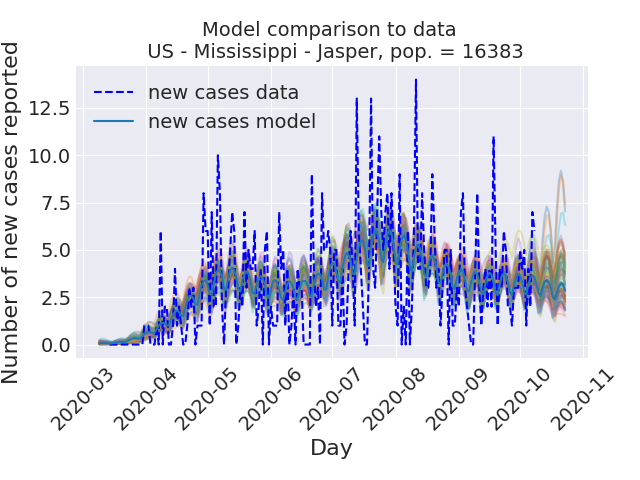 Model comparison to data
US - Mississippi - Jasper, pop. = 16383
Number of new cases reported
12.5
10.0
7.5
5.0
2.5
0.0
new cases data
new cases model
2020-03
2020-04
2020-05
2020-06
2020-07
2020-08
2020-09
2020-10
2020-11
Day